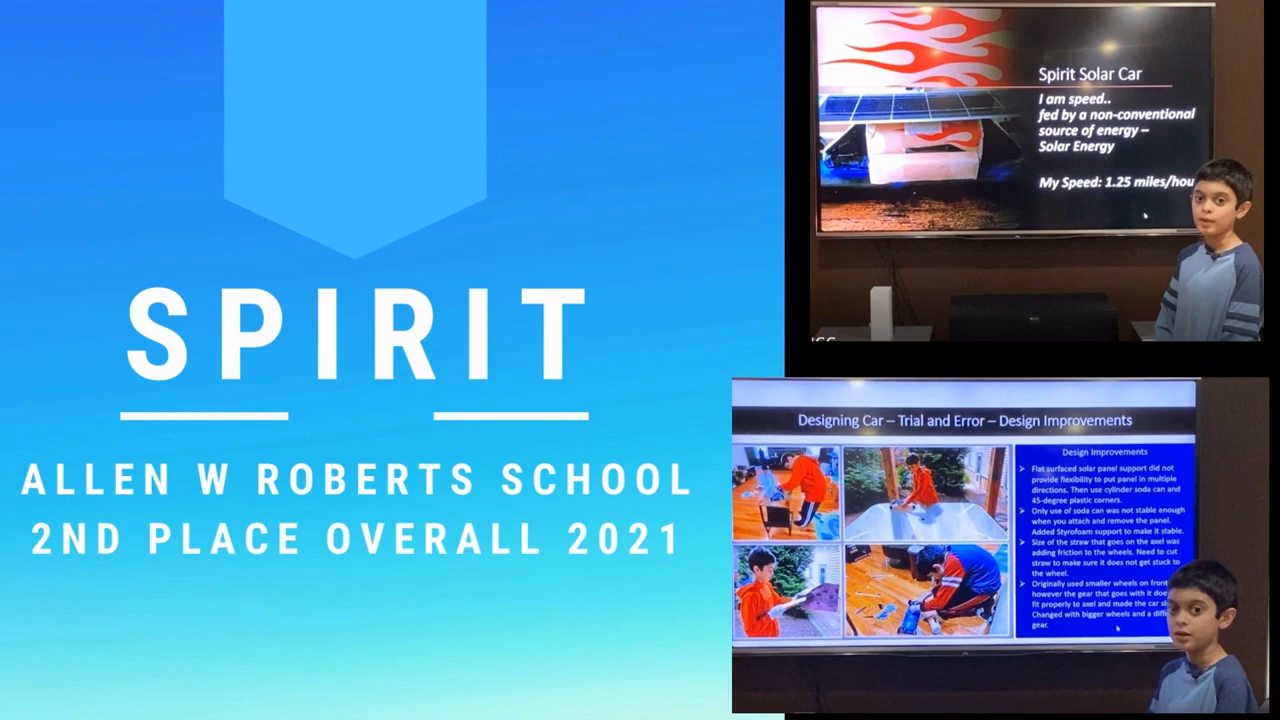 SPIRIT
ALLEN W ROBERTS SCHOOL
2ND PLACE OVERALL 2021
Spirit Solar Car
I am speed..
fed by a non-conventional
source of energy –
Solar Energy
My Speed: 1.25 miles/hou
Designing Car – Trial and Error – Design Improvements
Design Improvements
➤ Flat surfaced solar panel support did not
provide flexibility to put panel in multiple
directions. Then use cylinder soda can and
45-degree plastic corners.
➤ Only use of soda can was not stable enough
when you attach and remove the panel.
Added Styrofoam support to make it stable.
➤ Size of the straw that goes on the axel was
adding friction to the wheels. Need to cut
straw to make sure it does not get stuck to
the wheel.
➤ Originally used smaller wheels on front
however the gear that goes with it doe
fit properly to axel and made the car
Changed with bigger wheels and a diff
gear.